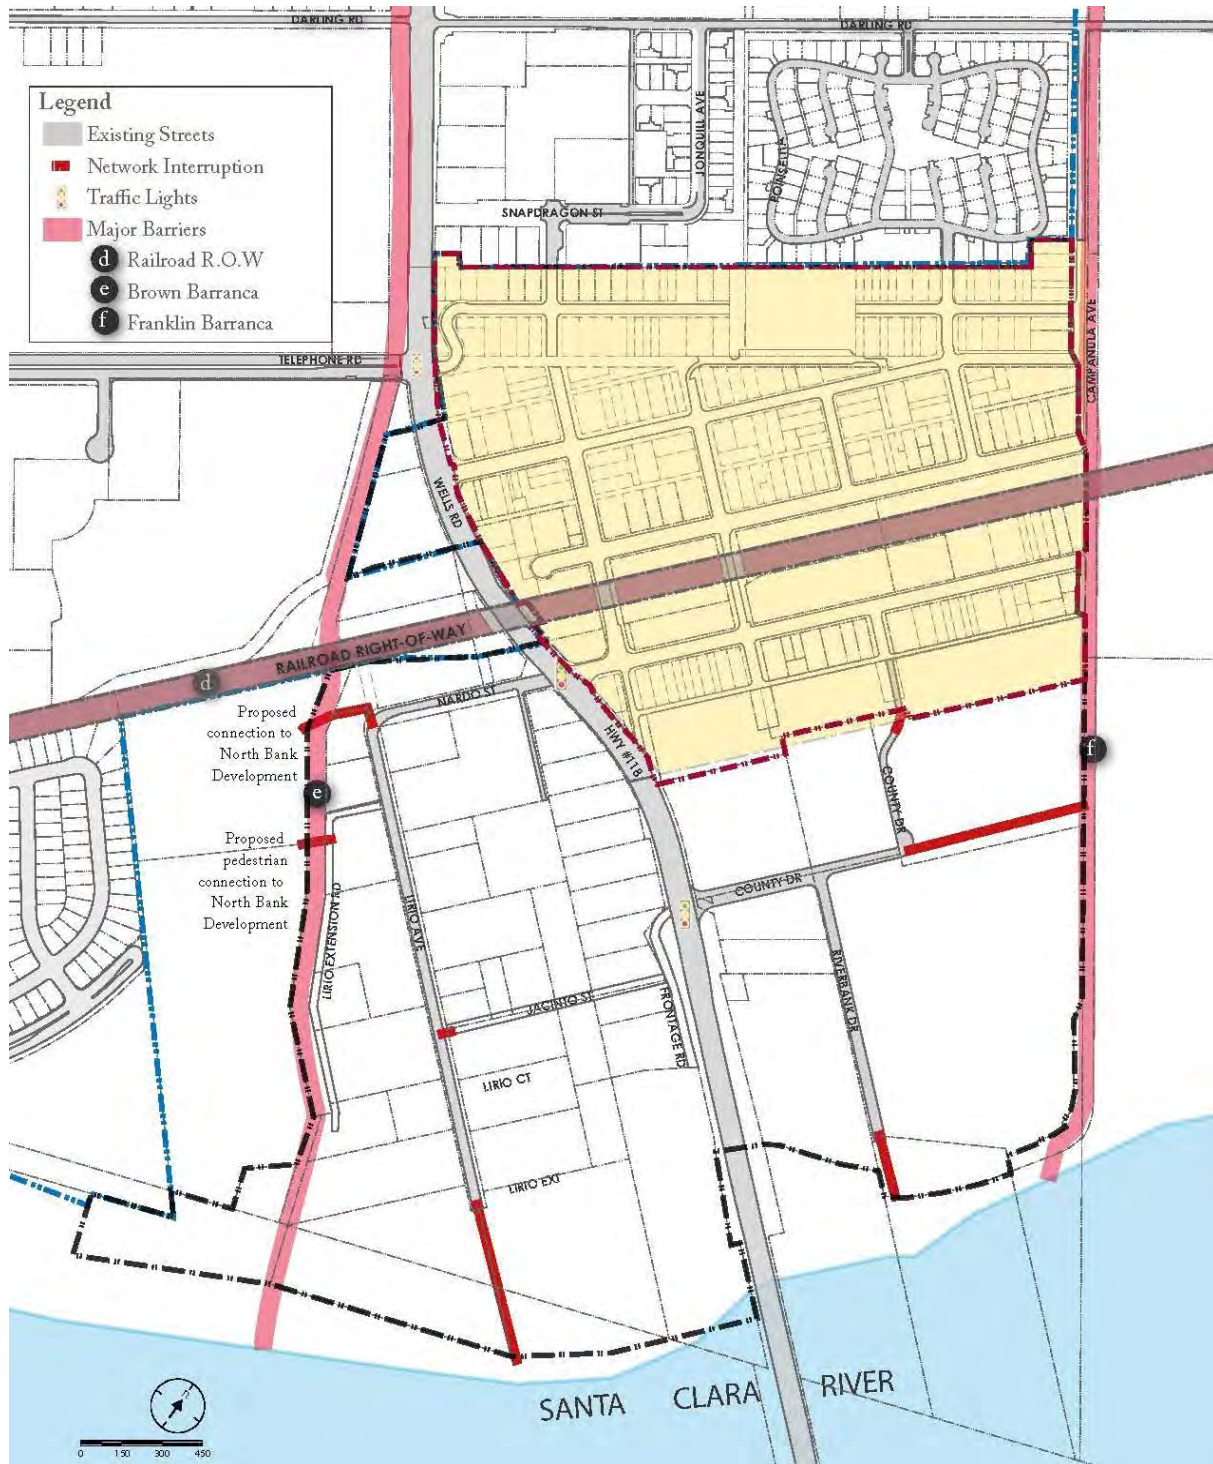 DARLING RD
DARLING RD
Legend
Existing Streets
Network Interruption
Traffic Lights
Major Barriers
d Railroad R.O.W
e Brown Barranca
f Franklin Barranca
JONQUILL AVE
POINSETTIA
SNAPDRAGON ST
TELEPHONE RD
CAMPANULA AVE
WELLS RD
RAILROAD RIGHT-OF-WAY
d
NARDO ST
Proposed
connection to
North Bank
Development
HWY #118
f
e
COUNTY DR
Proposed
pedestrian
connection to
North Bank
Development
COUNTY DR
LIRIO EXTENSION RD
LIRIO AVE
RIVERBANK DR
JACINTO ST
FRONTAGE RD
LIRIO CT
LIRIO EXT
SANTA CLARA RIVER
n
0 150 300 450